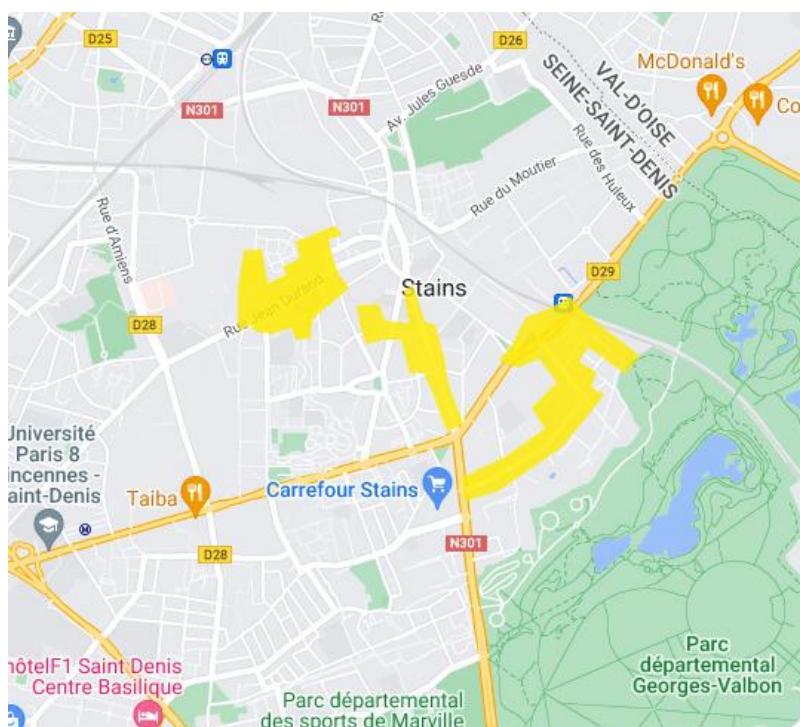 D25
D26
McDonald's
Co
N301
N301
Av. Jules Guesde
VAL-D'OISE
SEINE-SAINT-DENIS
Rue des Huleux
Rue du Moutier
Rue d'Amiens
Stains
D29
Rue Jean Durand
D28
Université
Paris 8
incennes -
aint-Denis
Taiba
Carrefour Stains
N301
D28
Parc
départemental
Georges-Valbon
hôtelF1 Saint Denis
Centre Basilique
Parc départemental
des sports de Marville